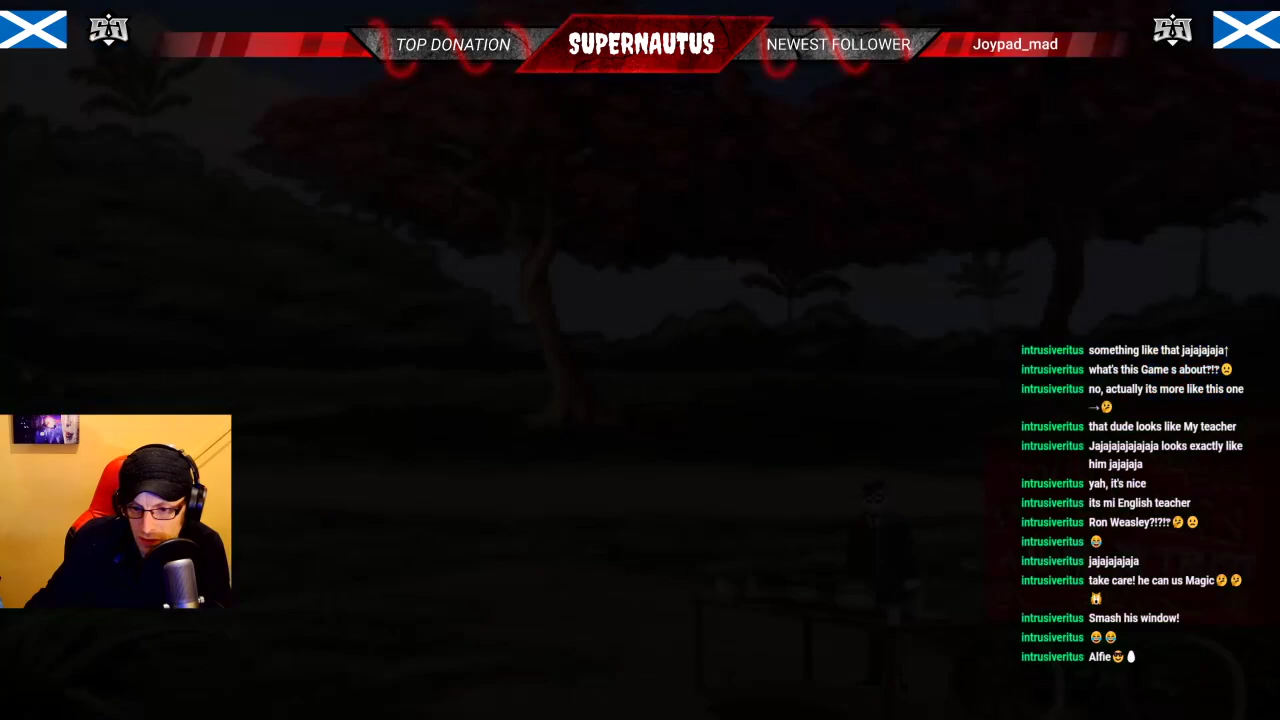 TOP DONATION
SUPERNAUTUS
NEWEST FOLLOWER
Joypad_mad
intrusiveritus something like that jajajajaja↑
intrusiveritus what's this Game s about?!?😟
intrusiveritus no, actually its more like this one
→🤔
intrusiveritus that dude looks like My teacher
intrusiveritus Jajajajajajaja looks exactly like
him jajajaja
intrusiveritus yah, it's nice
intrusiveritus its mi English teacher
intrusiveritus Ron Weasley?!?!?🤔😟
intrusiveritus 😂
intrusiveritus jajajajajaja
intrusiveritus take care! he can us Magic🤔🤔
🙀
intrusiveritus Smash his window!
intrusiveritus 😂😂
intrusiveritus Alfie😎🥚